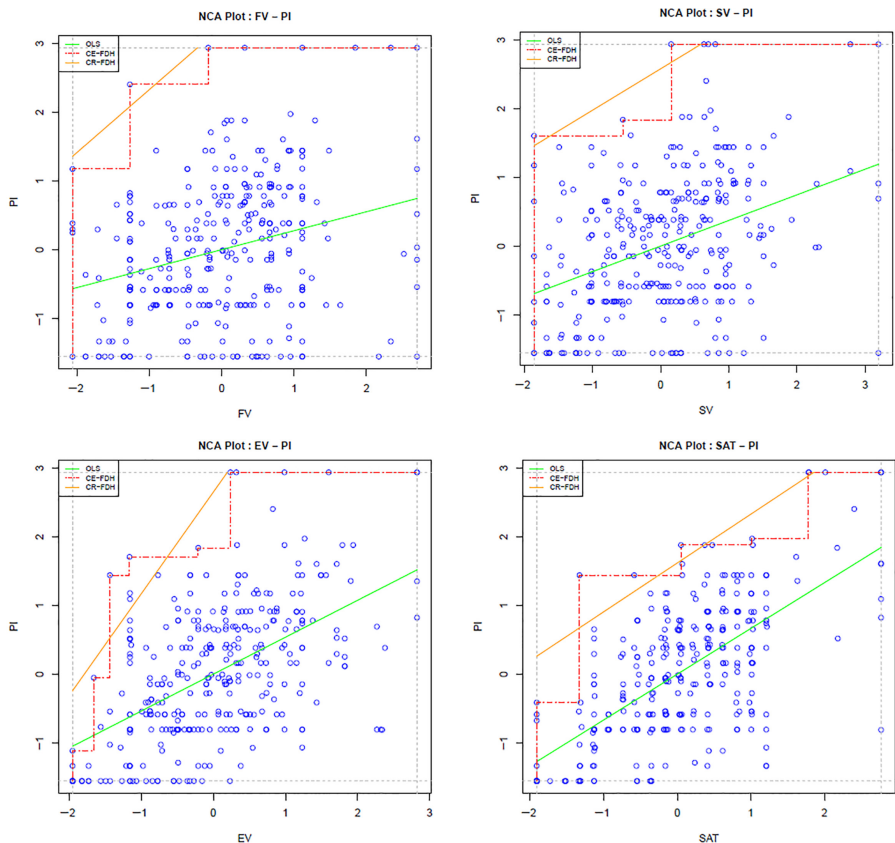 NCA Plot : FV – PI
OLS
CE-FDH
CR-FDH
3
2
1
0
−1
PI
−2 −1 0 1 2
FV
NCA Plot : SV – PI
OLS
CE-FDH
CR-FDH
3
2
1
0
−1
PI
−2 −1 0 1 2 3
SV
NCA Plot : EV – PI
OLS
CE-FDH
CR-FDH
3
2
1
0
−1
PI
−2 −1 0 1 2 3
EV
NCA Plot : SAT – PI
OLS
CE-FDH
CR-FDH
3
2
1
0
−1
PI
−2 −1 0 1 2
SAT